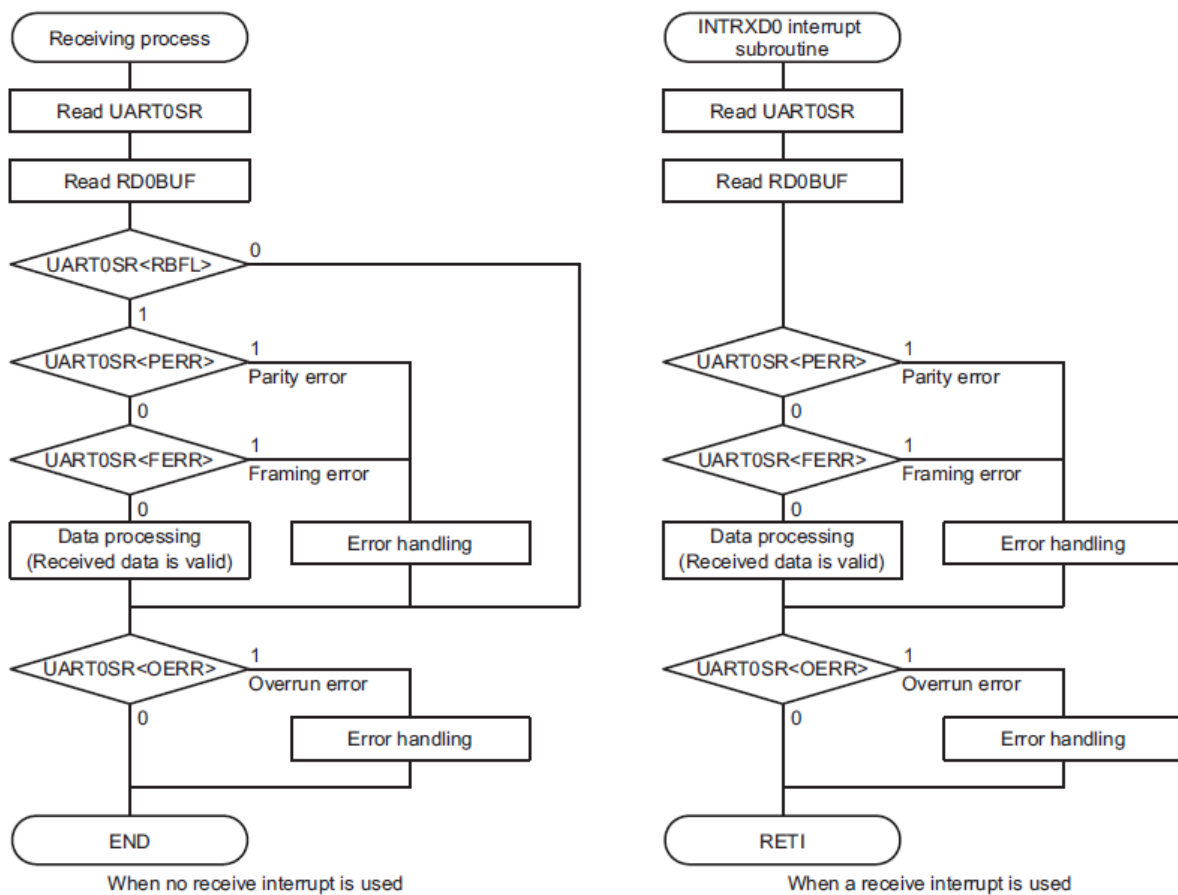 Receiving process
Read UART0SR
Read RD0BUF
UART0SR<RBFL>
0
1
UART0SR<PERR>
1
Parity error
0
UART0SR<FERR>
1
Framing error
0
Data processing
(Received data is valid)
Error handling
UART0SR<OERR>
1
Overrun error
0
Error handling
END
When no receive interrupt is used
INTRXD0 interrupt
subroutine
Read UART0SR
Read RD0BUF
UART0SR<PERR>
1
Parity error
0
UART0SR<FERR>
1
Framing error
0
Data processing
(Received data is valid)
Error handling
UART0SR<OERR>
1
Overrun error
0
Error handling
RETI
When a receive interrupt is used